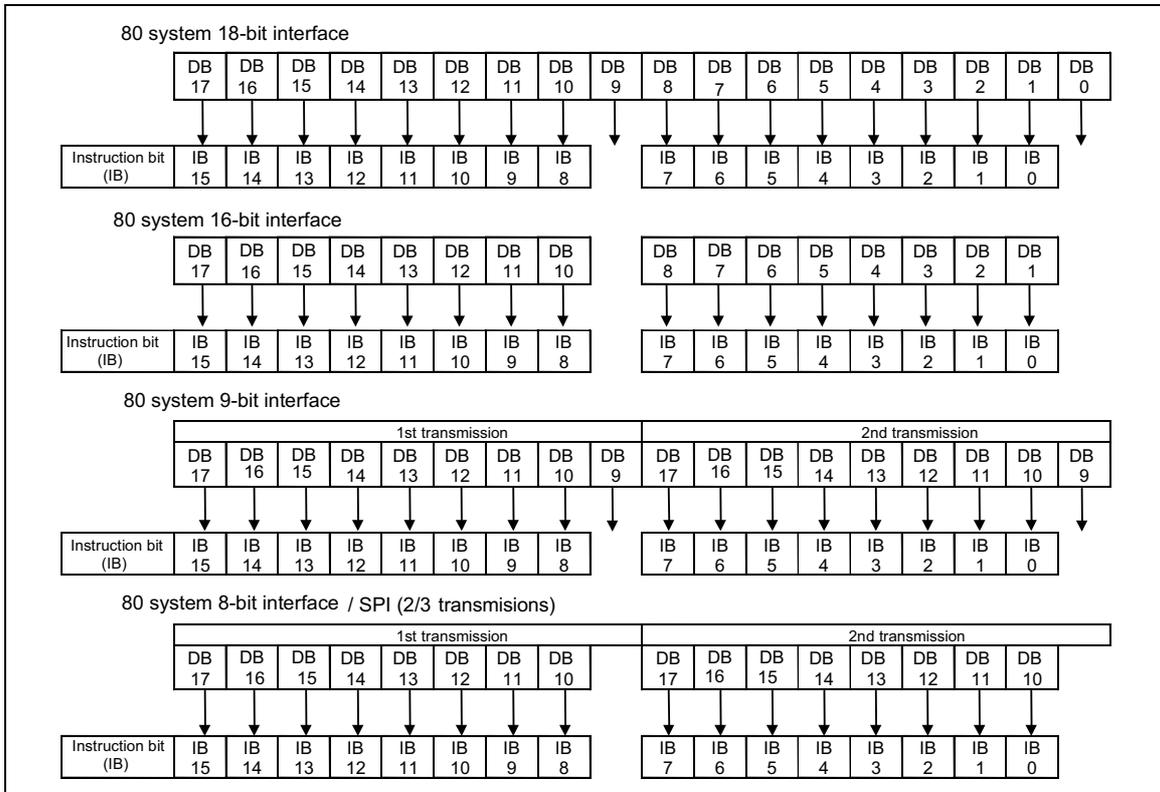 80 system 18-bit interface
DB 17 DB 16 DB 15 DB 14 DB 13 DB 12 DB 11 DB 10 DB 9 DB 8 DB 7 DB 6 DB 5 DB 4 DB 3 DB 2 DB 1 DB 0
Instruction bit (IB) IB 15 IB 14 IB 13 IB 12 IB 11 IB 10 IB 9 IB 8 IB 7 IB 6 IB 5 IB 4 IB 3 IB 2 IB 1 IB 0
80 system 16-bit interface
DB 17 DB 16 DB 15 DB 14 DB 13 DB 12 DB 11 DB 10 DB 8 DB 7 DB 6 DB 5 DB 4 DB 3 DB 2 DB 1
Instruction bit (IB) IB 15 IB 14 IB 13 IB 12 IB 11 IB 10 IB 9 IB 8 IB 7 IB 6 IB 5 IB 4 IB 3 IB 2 IB 1 IB 0
80 system 9-bit interface
1st transmission 2nd transmission
DB 17 DB 16 DB 15 DB 14 DB 13 DB 12 DB 11 DB 10 DB 9 DB 17 DB 16 DB 15 DB 14 DB 13 DB 12 DB 11 DB 10 DB 9
Instruction bit (IB) IB 15 IB 14 IB 13 IB 12 IB 11 IB 10 IB 9 IB 8 IB 7 IB 6 IB 5 IB 4 IB 3 IB 2 IB 1 IB 0
80 system 8-bit interface / SPI (2/3 transmisions)
1st transmission 2nd transmission
DB 17 DB 16 DB 15 DB 14 DB 13 DB 12 DB 11 DB 10 DB 17 DB 16 DB 15 DB 14 DB 13 DB 12 DB 11 DB 10
Instruction bit (IB) IB 15 IB 14 IB 13 IB 12 IB 11 IB 10 IB 9 IB 8 IB 7 IB 6 IB 5 IB 4 IB 3 IB 2 IB 1 IB 0